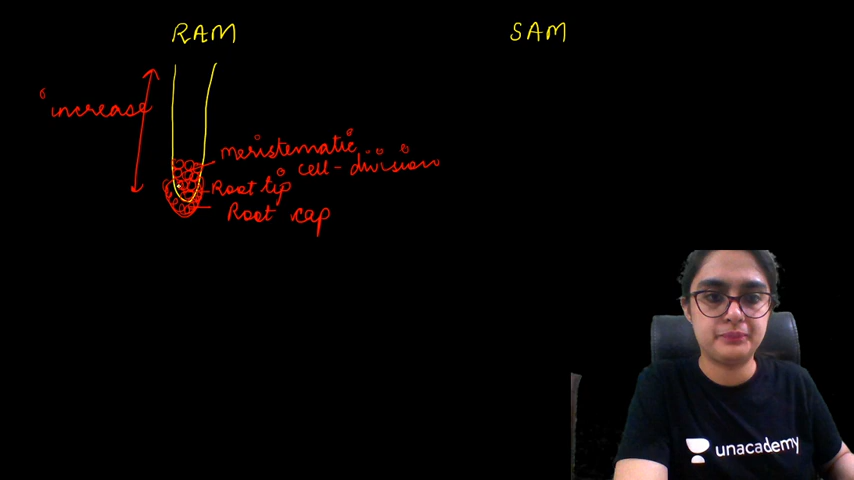 RAM
SAM
increase
meristematic
cell-division
Root tip
Root cap
unacademy